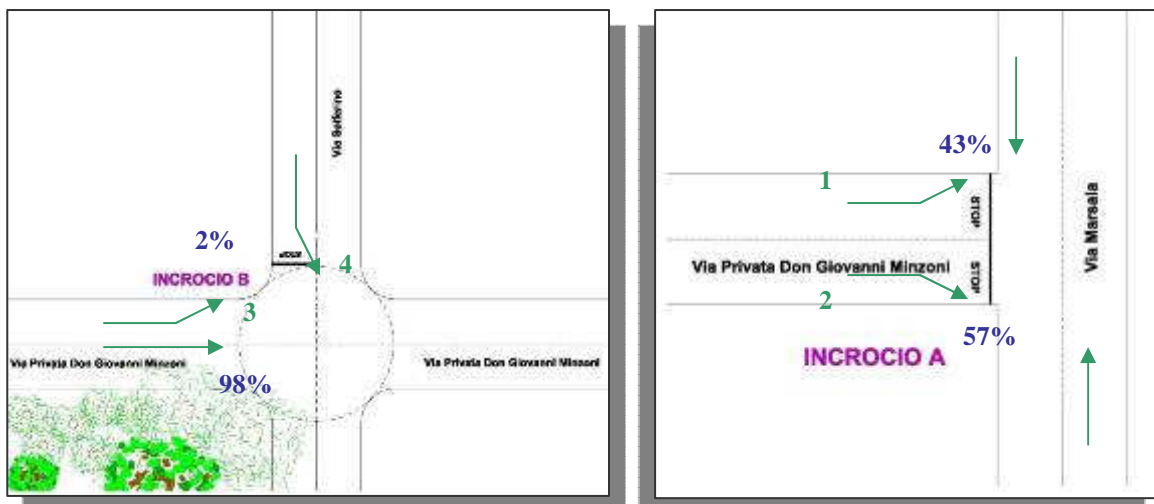 Via Solferino
2%
STOP
INCROCIO B
4
3
Via Privata Don Giovanni Minzoni
Via Privata Don Giovanni Minzoni
98%
43%
1
STOP
Via Marsala
Via Privata Don Giovanni Minzoni
STOP
2
57%
INCROCIO A